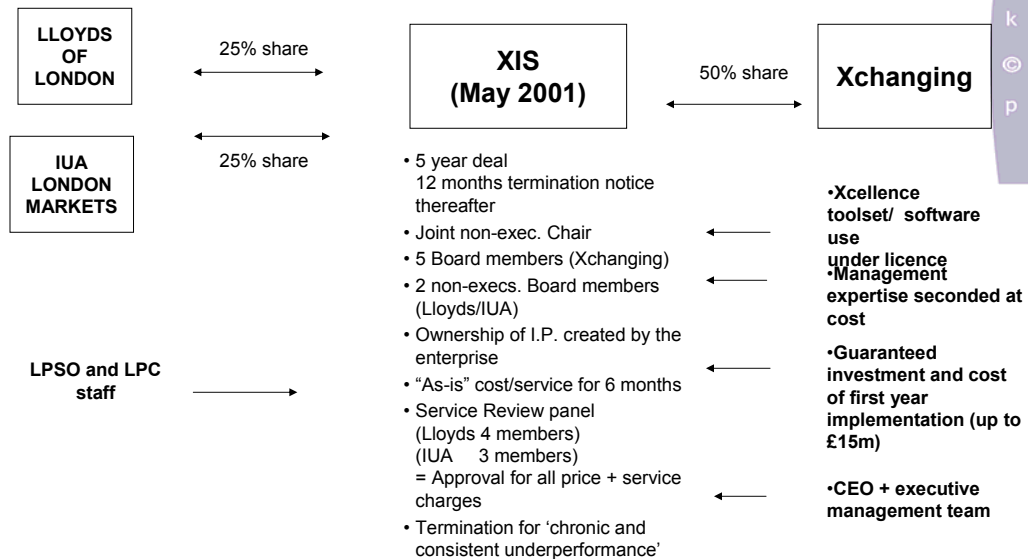 LLOYDS
OF
LONDON
25% share
IUA
LONDON
MARKETS
25% share
XIS
(May 2001)
50% share
Xchanging
• 5 year deal
12 months termination notice
thereafter
• Joint non-exec. Chair
• 5 Board members (Xchanging)
• 2 non-execs. Board members
(Lloyds/IUA)
• Ownership of I.P. created by the
enterprise
• "As-is" cost/service for 6 months
• Service Review panel
(Lloyds 4 members)
(IUA 3 members)
= Approval for all price + service
charges
• Termination for 'chronic and
consistent underperformance'
LPSO and LPC
staff
•Xcellence
toolset/ software
use
under licence
•Management
expertise seconded at
cost
•Guaranteed
investment and cost
of first year
implementation (up to
£15m)
•CEO + executive
management team
k
©
p